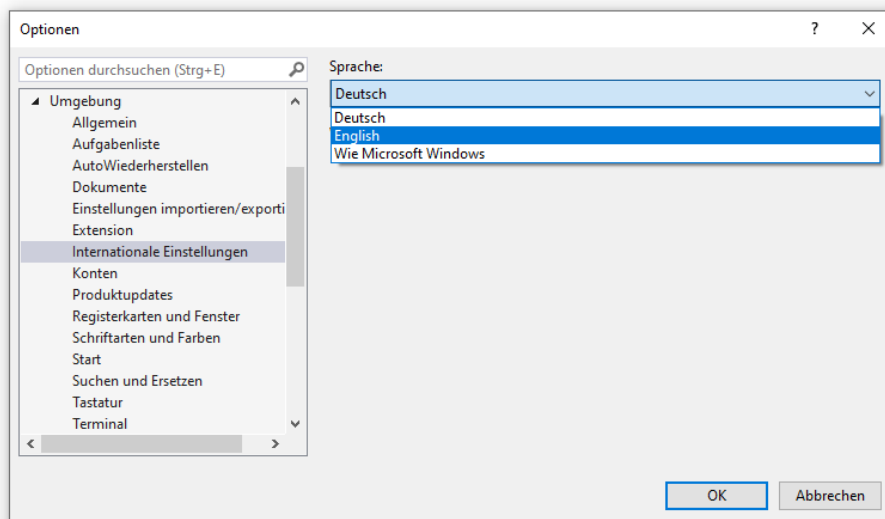 Optionen
?
Optionen durchsuchen (Strg+E)
Umgebung
Allgemein
Aufgabenliste
AutoWiederherstellen
Dokumente
Einstellungen importieren/exporti
Extension
Internationale Einstellungen
Konten
Produktupdates
Registerkarten und Fenster
Schriftarten und Farben
Start
Suchen und Ersetzen
Tastatur
Terminal
Sprache:
Deutsch
Deutsch
English
Wie Microsoft Windows
OK
Abbrechen